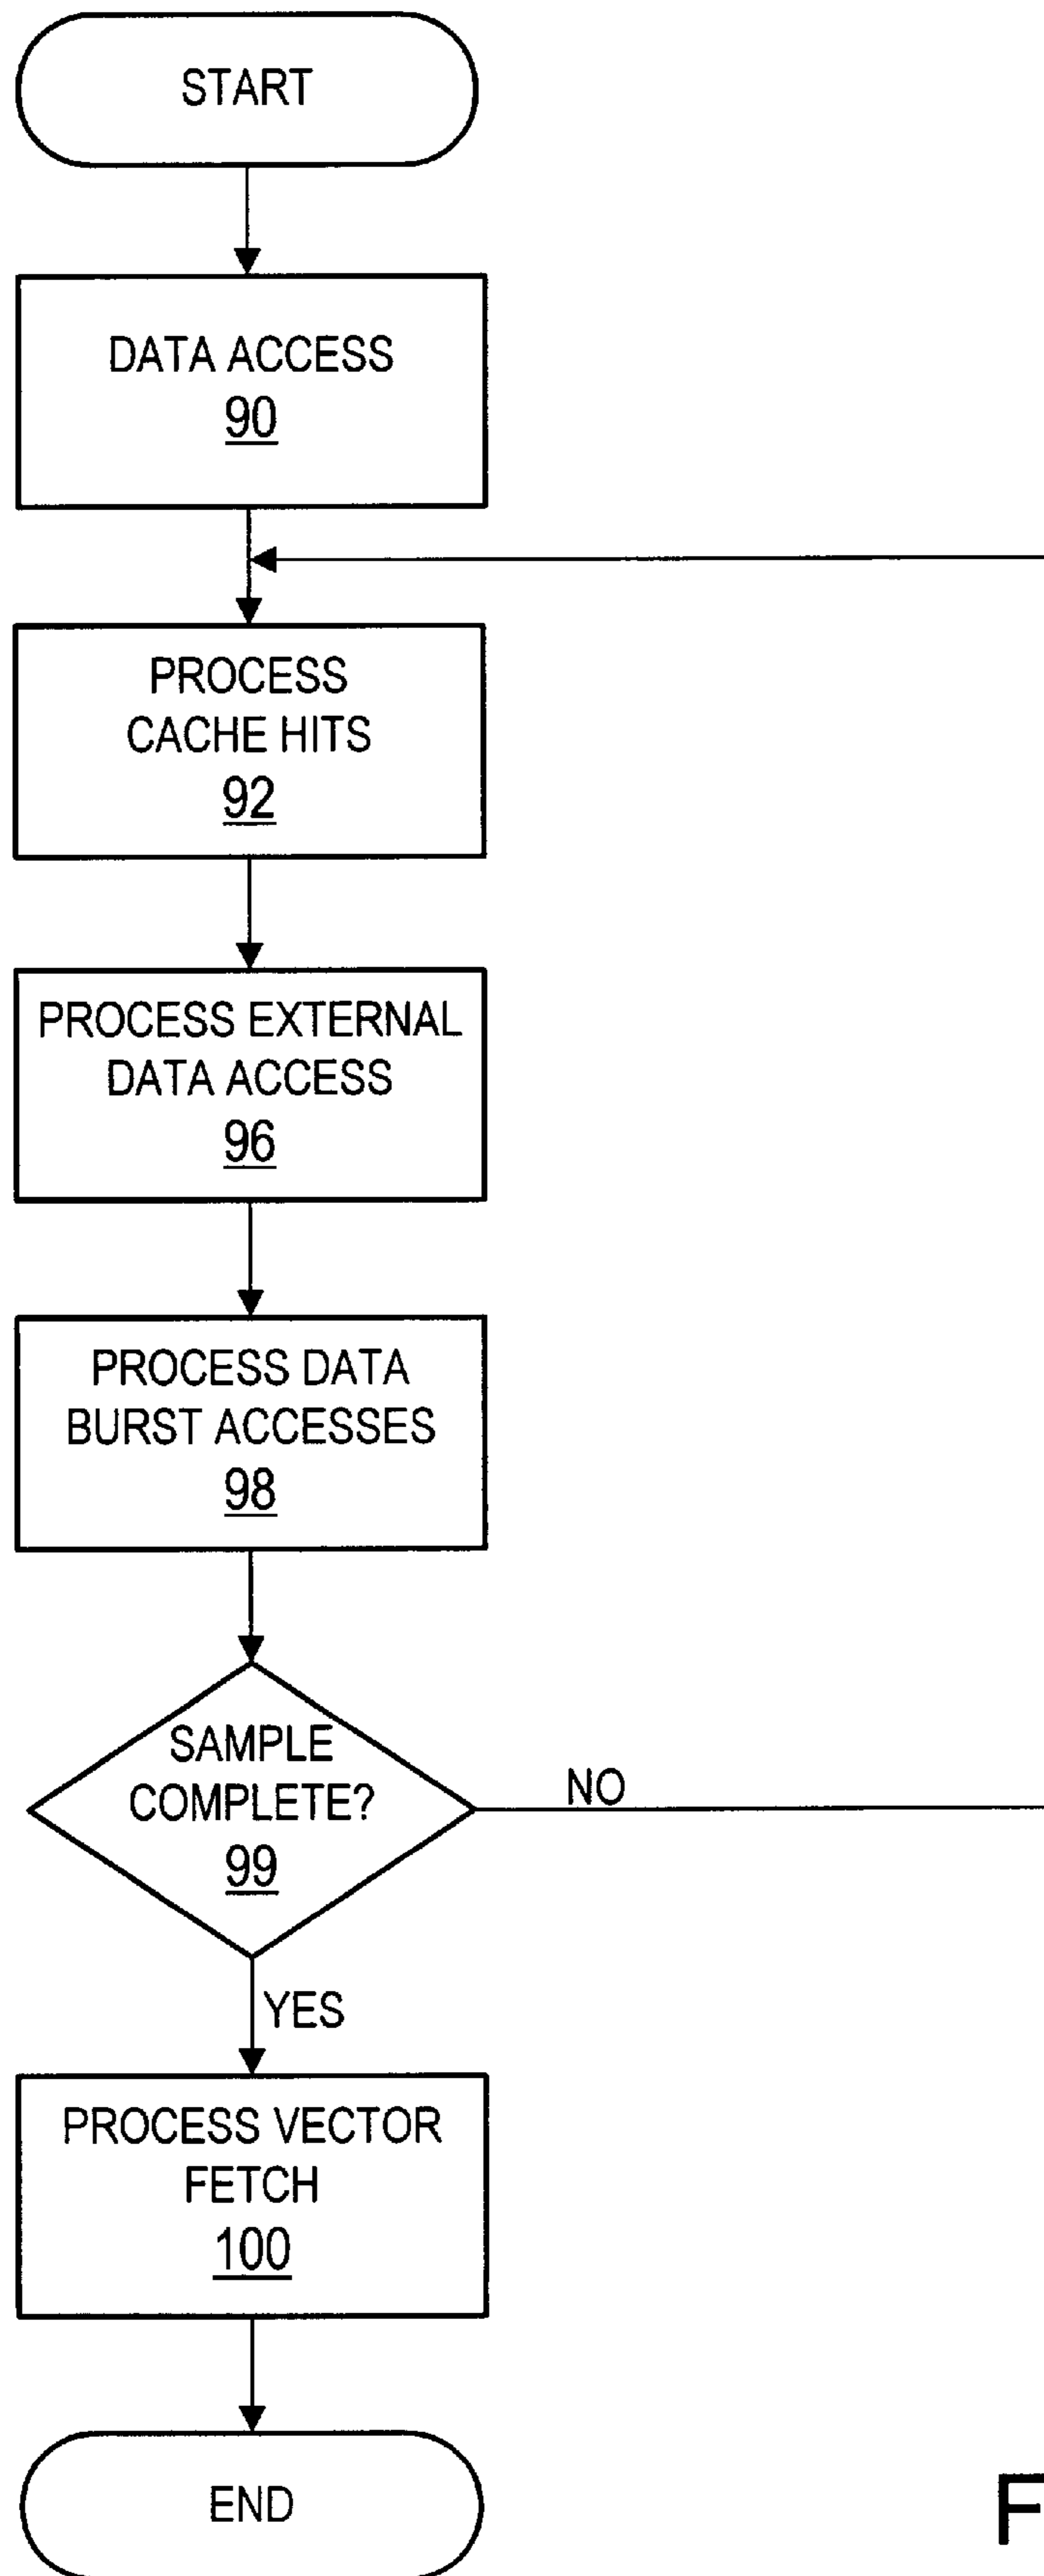 START
DATA ACCESS
90
PROCESS
CACHE HITS
92
PROCESS EXTERNAL
DATA ACCESS
96
PROCESS DATA
BURST ACCESSES
98
SAMPLE
COMPLETE?
99
NO
YES
PROCESS VECTOR
FETCH
100
END
F